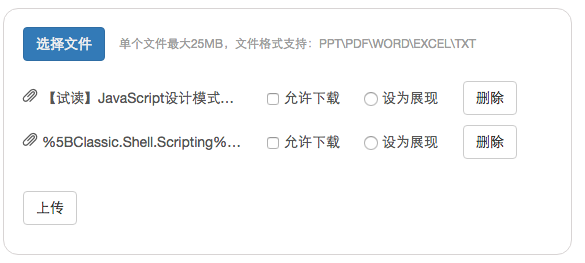 选择文件 单个文件最大25MB，文件格式支持：PPT\PDF\WORD\EXCEL\TXT
【试读】JavaScript设计模式… 允许下载 设为展现 删除
%5BClassic.Shell.Scripting%… 允许下载 设为展现 删除
上传